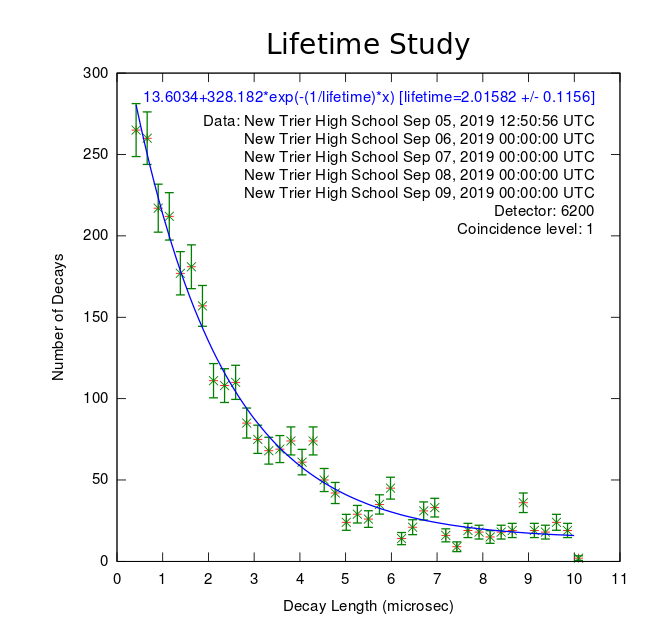 Lifetime Study
13.6034+328.182*exp(-(1/lifetime)*x) [lifetime=2.01582 +/- 0.1156]
Data: New Trier High School Sep 05, 2019 12:50:56 UTC
New Trier High School Sep 06, 2019 00:00:00 UTC
New Trier High School Sep 07, 2019 00:00:00 UTC
New Trier High School Sep 08, 2019 00:00:00 UTC
New Trier High School Sep 09, 2019 00:00:00 UTC
Detector: 6200
Coincidence level: 1
Number of Decays
300
250
200
150
100
50
0
0 1 2 3 4 5 6 7 8 9 10 11
Decay Length (microsec)